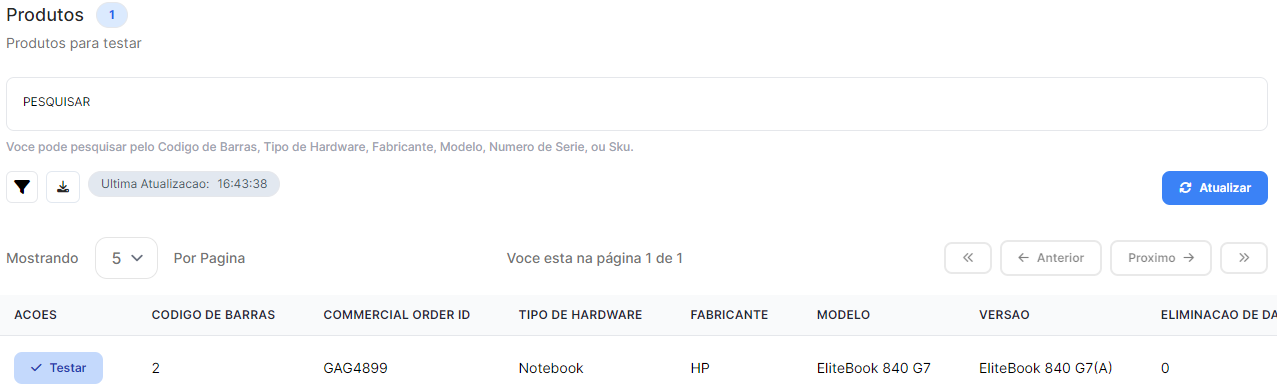 Produtos 1
Produtos para testar
PESQUISAR
Voce pode pesquisar pelo Codigo de Barras, Tipo de Hardware, Fabricante, Modelo, Numero de Serie, ou Sku.
Ultima Atualizacao: 16:43:38 Atualizar
Mostrando 5 Por Pagina Voce esta na página 1 de 1 « ← Anterior Proximo → »
ACOES CODIGO DE BARRAS COMMERCIAL ORDER ID TIPO DE HARDWARE FABRICANTE MODELO VERSAO ELIMINACAO DE DA
Testar 2 GAG4899 Notebook HP EliteBook 840 G7 EliteBook 840 G7(A) 0